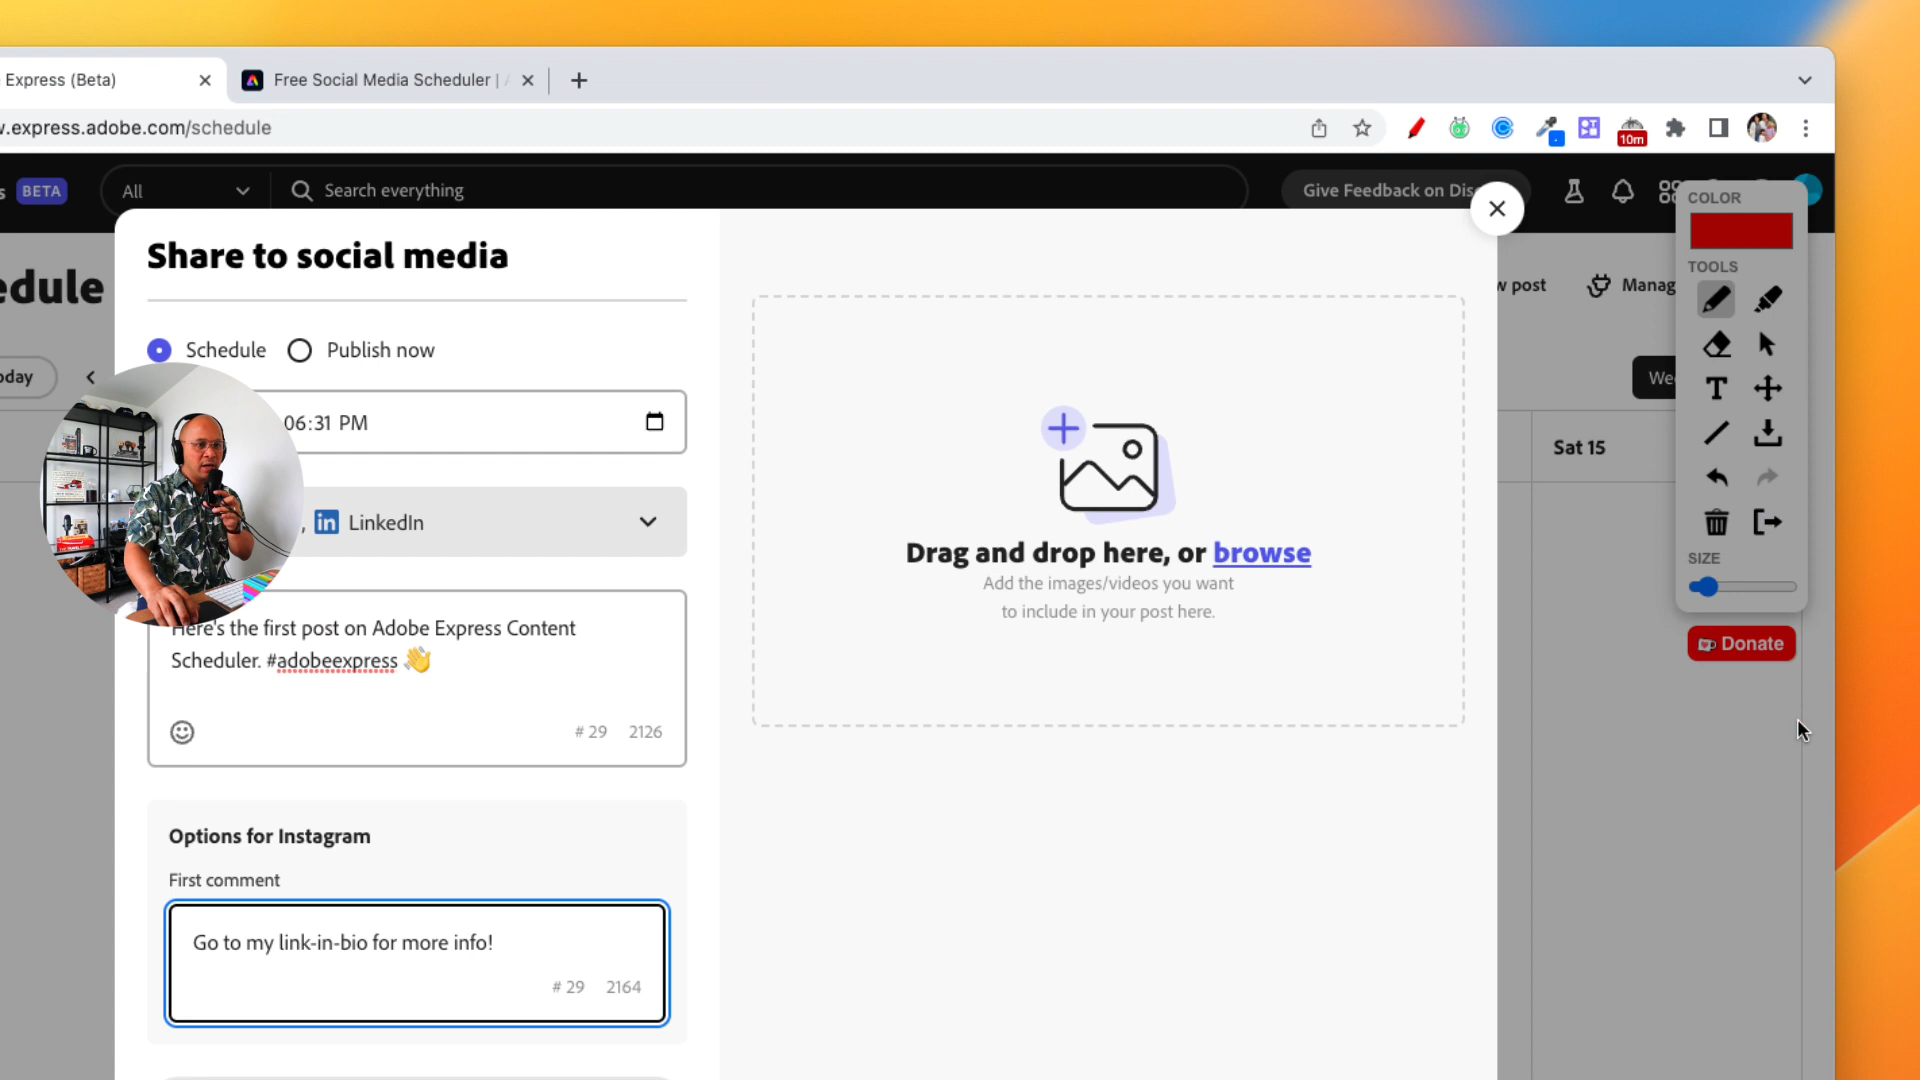 Express (Beta)
Free Social Media Scheduler |
w.express.adobe.com/schedule
10m
s BETA
All
Search everything
Give Feedback on Disc
COLOR
TOOLS
SIZE
Donate
edule
w post
Manag
oday
We
Sat 15
Share to social media
Schedule
Publish now
06:31 PM
, in LinkedIn
Here's the first post on Adobe Express Content
Scheduler. #adobeexpress 👋
# 29 2126
Options for Instagram
First comment
Go to my link-in-bio for more info!
# 29 2164
Drag and drop here, or browse
Add the images/videos you want
to include in your post here.